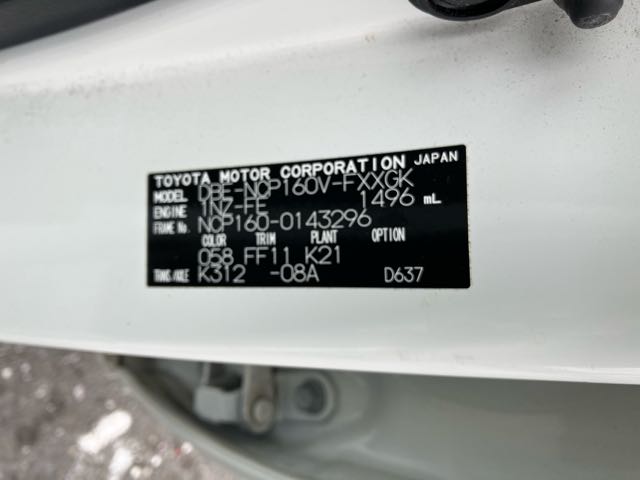 TOYOTA MOTOR CORPORATION JAPAN
MODEL DBE-NCP160V-FXXGK
ENGINE 1NZ-FE 1496 mL
FRAME No. NCP160-0143296
COLOR TRIM PLANT OPTION
058 FF11 K21
TRANS/AXLE K312 -08A D637